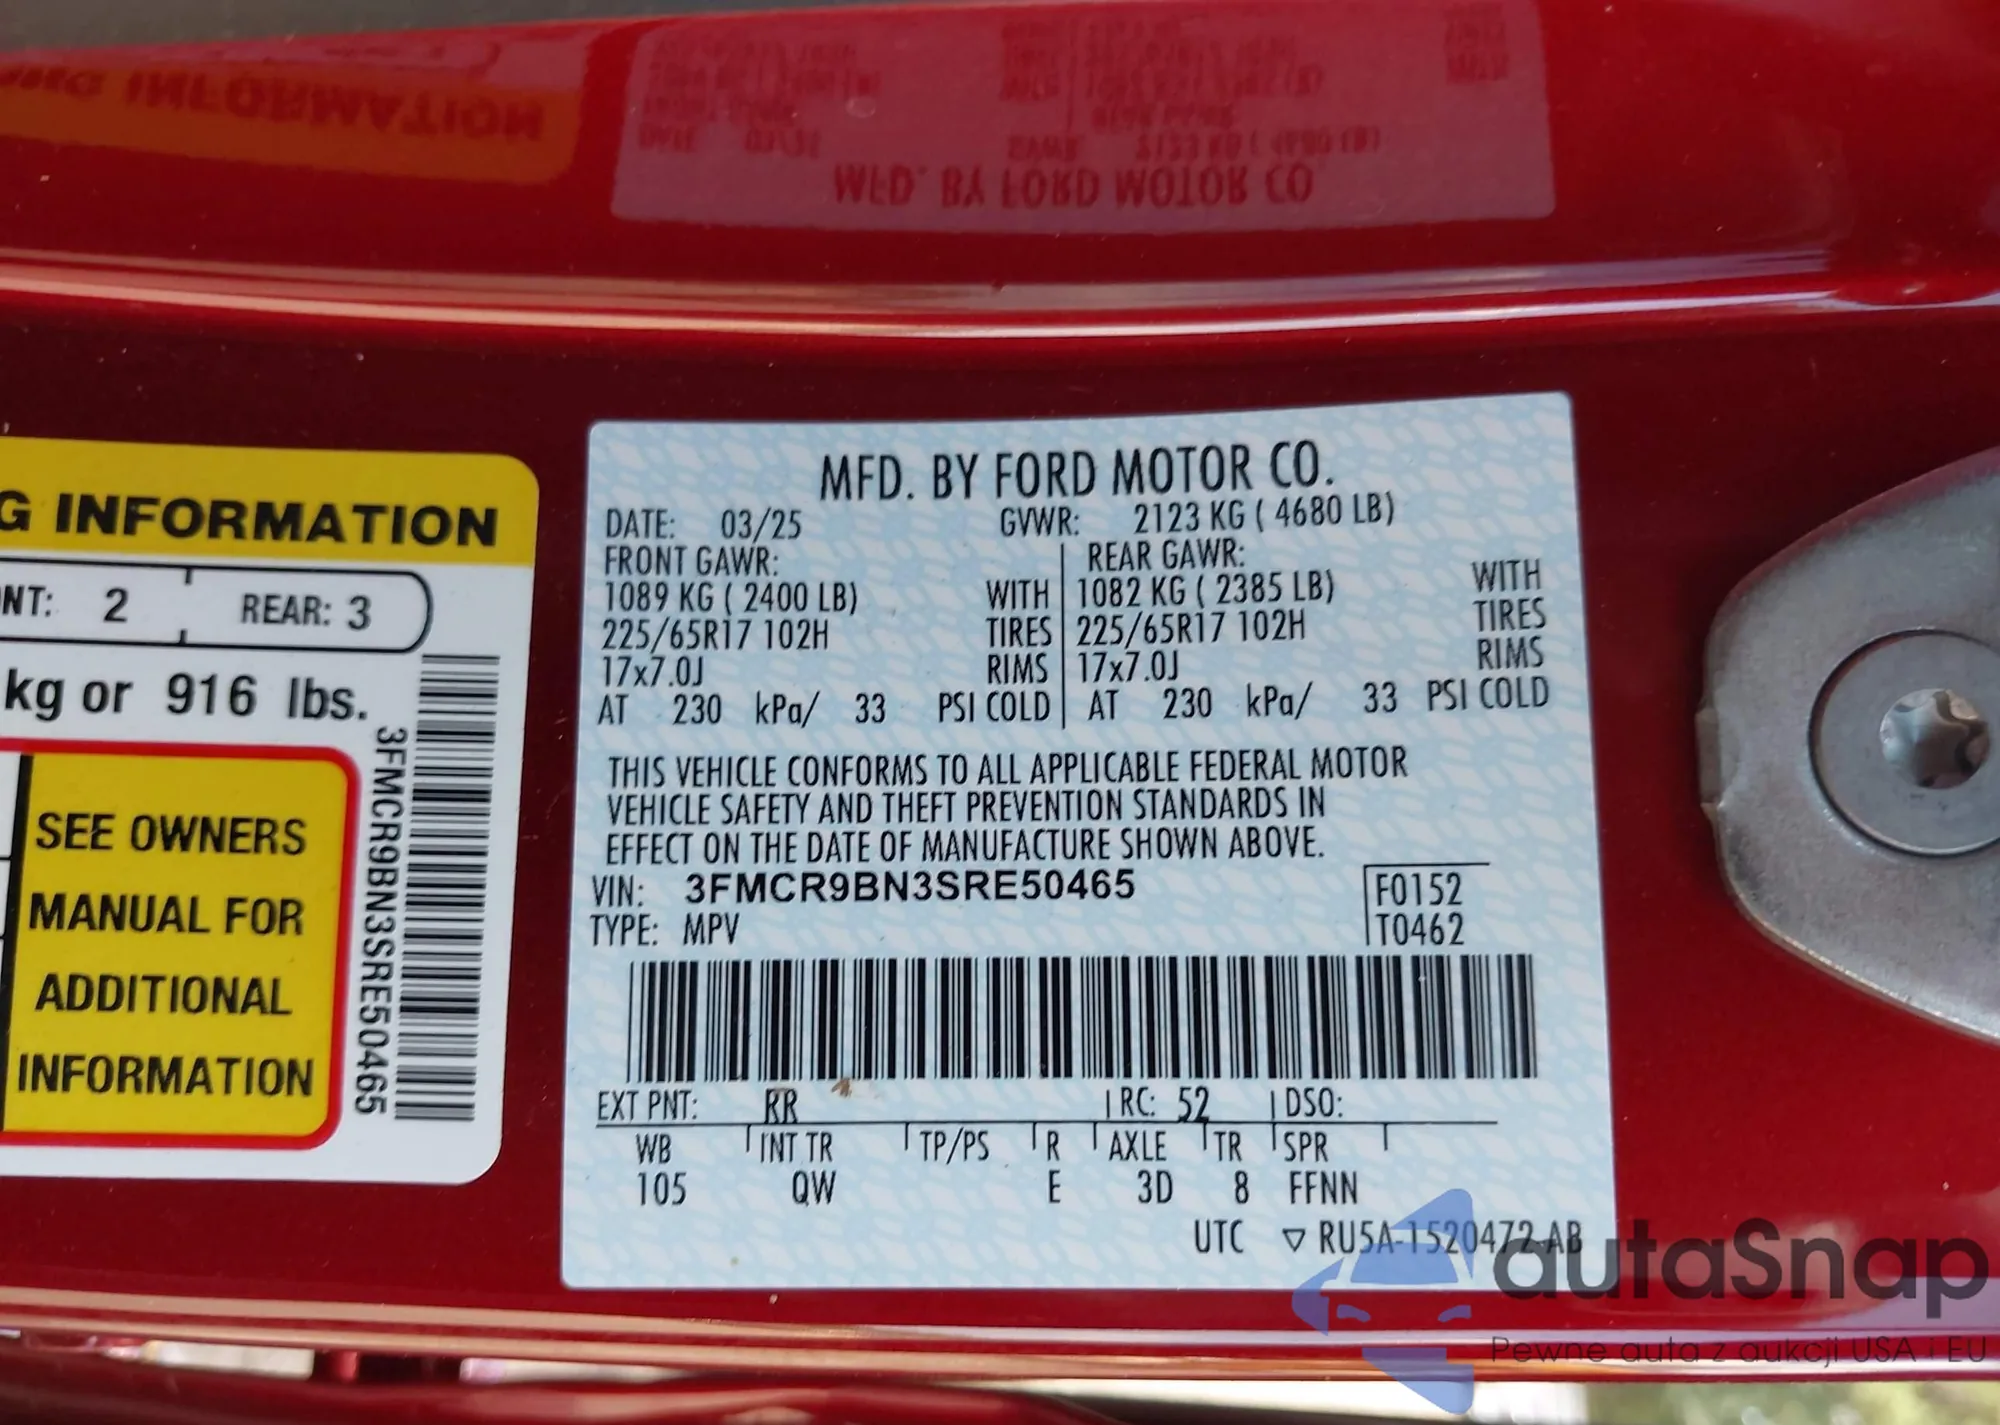 G INFORMATION
NT: 2 REAR: 3
kg or 916 lbs.
SEE OWNERS
MANUAL FOR
ADDITIONAL
INFORMATION
3FMCR9BN3SRE50465
MFD. BY FORD MOTOR CO.
DATE: 03/25 GVWR: 2123 KG ( 4680 LB)
FRONT GAWR: REAR GAWR:
1089 KG ( 2400 LB) WITH 1082 KG ( 2385 LB) WITH
225/65R17 102H TIRES 225/65R17 102H TIRES
17x7.0J RIMS 17x7.0J RIMS
AT 230 kPa/ 33 PSI COLD AT 230 kPa/ 33 PSI COLD
THIS VEHICLE CONFORMS TO ALL APPLICABLE FEDERAL MOTOR
VEHICLE SAFETY AND THEFT PREVENTION STANDARDS IN
EFFECT ON THE DATE OF MANUFACTURE SHOWN ABOVE.
VIN: 3FMCR9BN3SRE50465 F0152
TYPE: MPV T0462
EXT PNT: RR RC: 52 DSO:
WB INT TR TP/PS R AXLE TR SPR
105 QW E 3D 8 FFNN
UTC ▽ RU5A-1520472-AB
autaSnap
Pewne auta z aukcji USA i EU